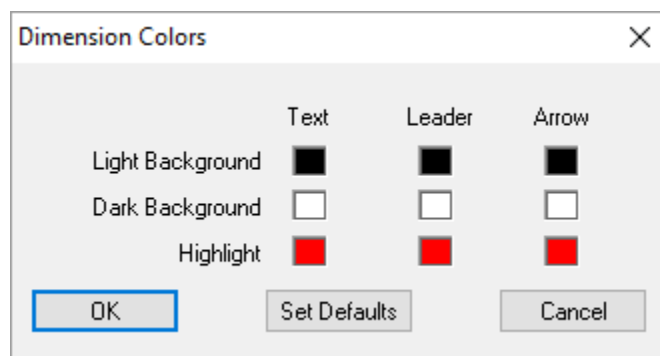 Dimension Colors
Text Leader Arrow
Light Background
Dark Background
Highlight
OK Set Defaults Cancel